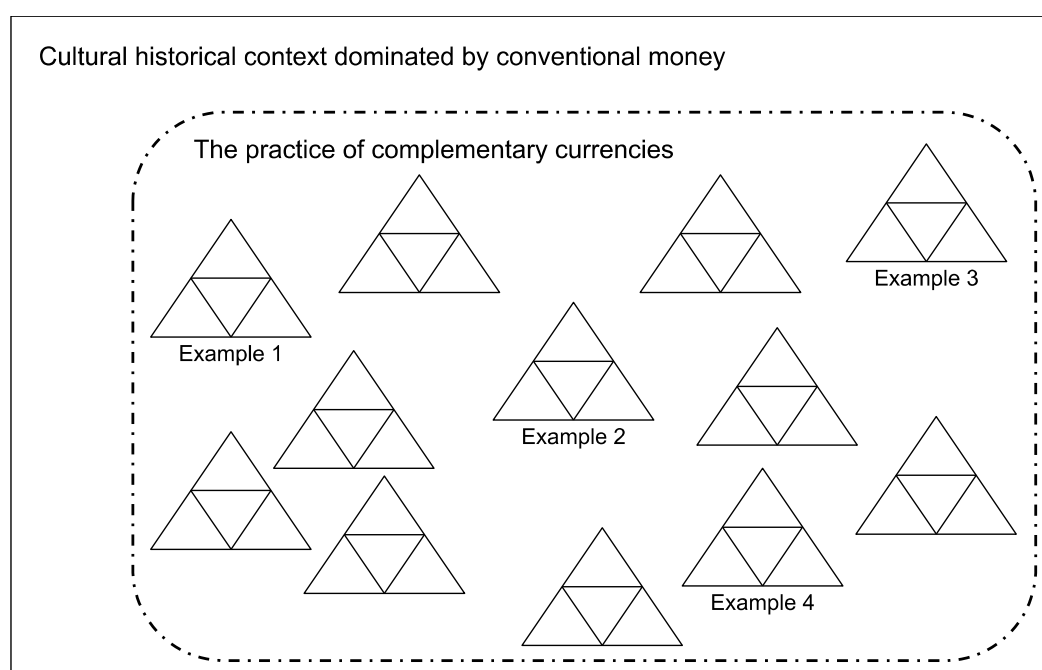 Cultural historical context dominated by conventional money
The practice of complementary currencies
Example 3
Example 1
Example 2
Example 4